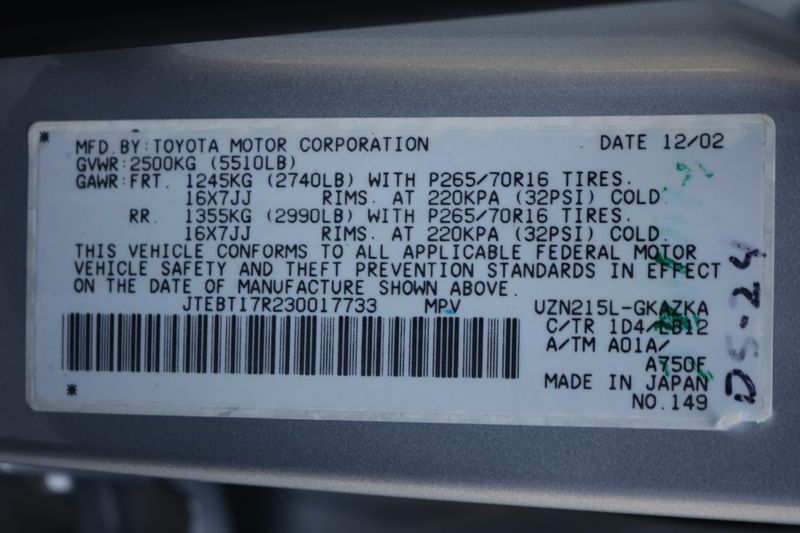 MFD.BY:TOYOTA MOTOR CORPORATION DATE 12/02
GVWR:2500KG (5510LB)
GAWR:FRT. 1245KG (2740LB) WITH P265/70R16 TIRES.
16X7JJ RIMS. AT 220KPA (32PSI) COLD.
RR. 1355KG (2990LB) WITH P265/70R16 TIRES.
16X7JJ RIMS. AT 220KPA (32PSI) COLD.
THIS VEHICLE CONFORMS TO ALL APPLICABLE FEDERAL MOTOR
VEHICLE SAFETY AND THEFT PREVENTION STANDARDS IN EFFECT
ON THE DATE OF MANUFACTURE SHOWN ABOVE.
JTEBT17R230017733 MPV UZN215L-GKAZKA
C/TR 1D4/LB12
A/TM A01A/
A750F
MADE IN JAPAN
NO.149